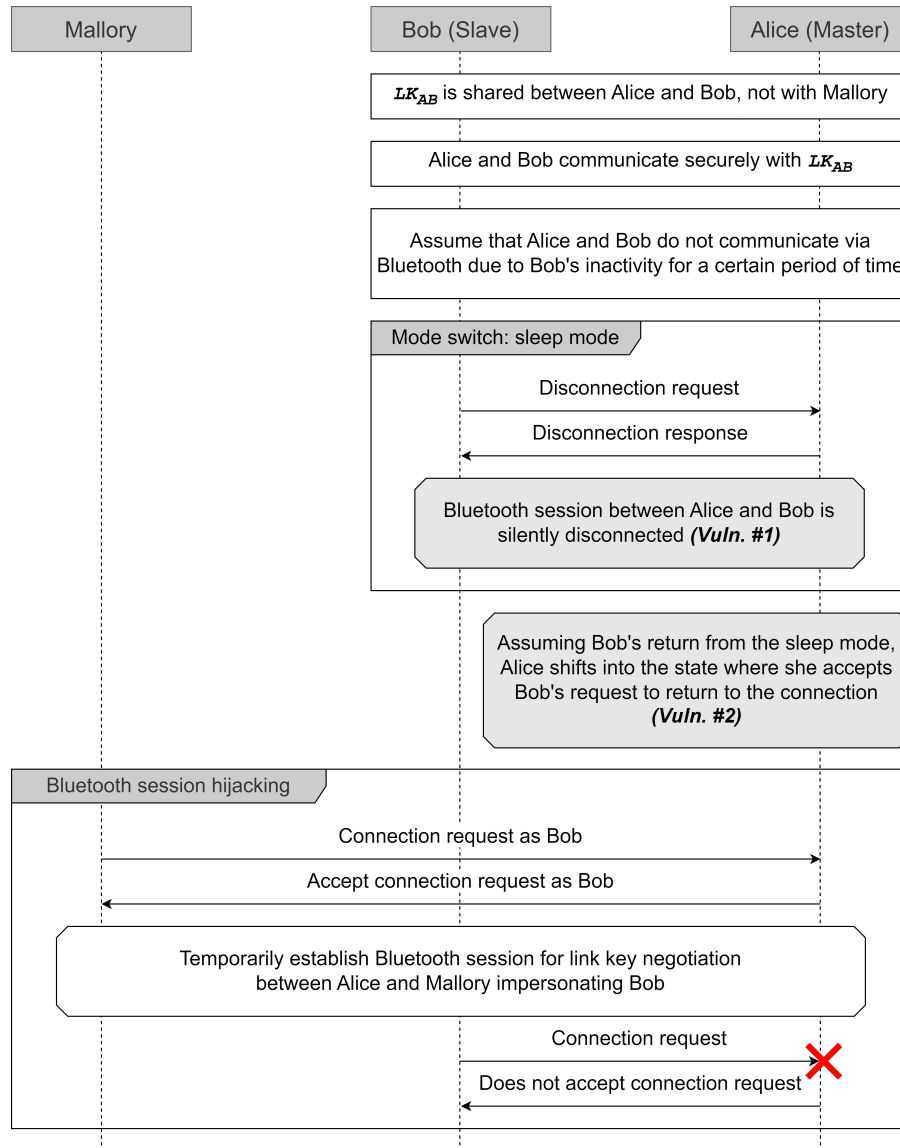 Mallory
Bob (Slave)
Alice (Master)
LK_AB is shared between Alice and Bob, not with Mallory
Alice and Bob communicate securely with LK_AB
Assume that Alice and Bob do not communicate via
Bluetooth due to Bob's inactivity for a certain period of time
Mode switch: sleep mode
Disconnection request
Disconnection response
Bluetooth session between Alice and Bob is
silently disconnected (Vuln. #1)
Assuming Bob's return from the sleep mode,
Alice shifts into the state where she accepts
Bob's request to return to the connection
(Vuln. #2)
Bluetooth session hijacking
Connection request as Bob
Accept connection request as Bob
Temporarily establish Bluetooth session for link key negotiation
between Alice and Mallory impersonating Bob
Connection request
Does not accept connection request